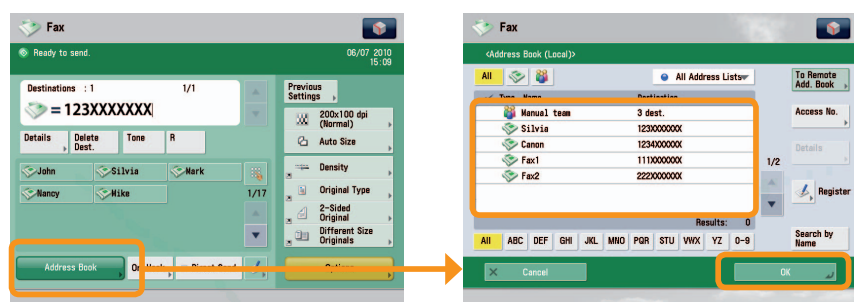 Fax
Ready to send.
06/07 2010
15:09
Destinations : 1
1/1
= 123XXXXXXX
Details
Delete
Dest.
Tone
R
John
Silvia
Mark
Nancy
Mike
1/17
Previous
Settings
200x100 dpi
(Normal)
Auto Size
Density
Original Type
2-Sided
Original
Different Size
Originals
Address Book
Fax
<Address Book (Local)>
All
All Address Lists
To Remote
Add. Book
Manual team 3 dest.
Silvia 123XXXXXXX
Canon 1234XXXXXX
Fax1 111XXXXXXX
Fax2 222XXXXXXX
Access No.
Details
1/2
Register
Results: 0
All ABC DEF GHI JKL MNO PQR STU VWX YZ 0-9
Search by
Name
Cancel
OK